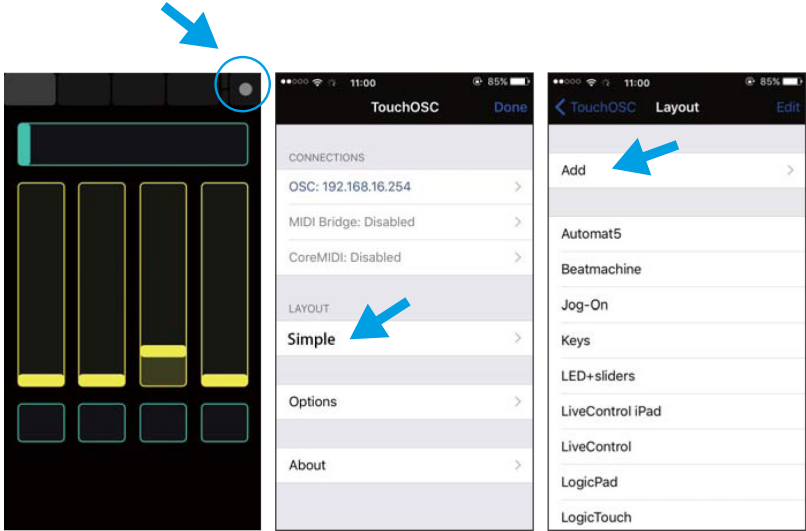 11:00
85%
TouchOSC
Done
CONNECTIONS
OSC: 192.168.16.254
MIDI Bridge: Disabled
CoreMIDI: Disabled
LAYOUT
Simple
Options
About
11:00
85%
TouchOSC
Layout
Edit
Add
Automat5
Beatmachine
Jog-On
Keys
LED+sliders
LiveControl iPad
LiveControl
LogicPad
LogicTouch